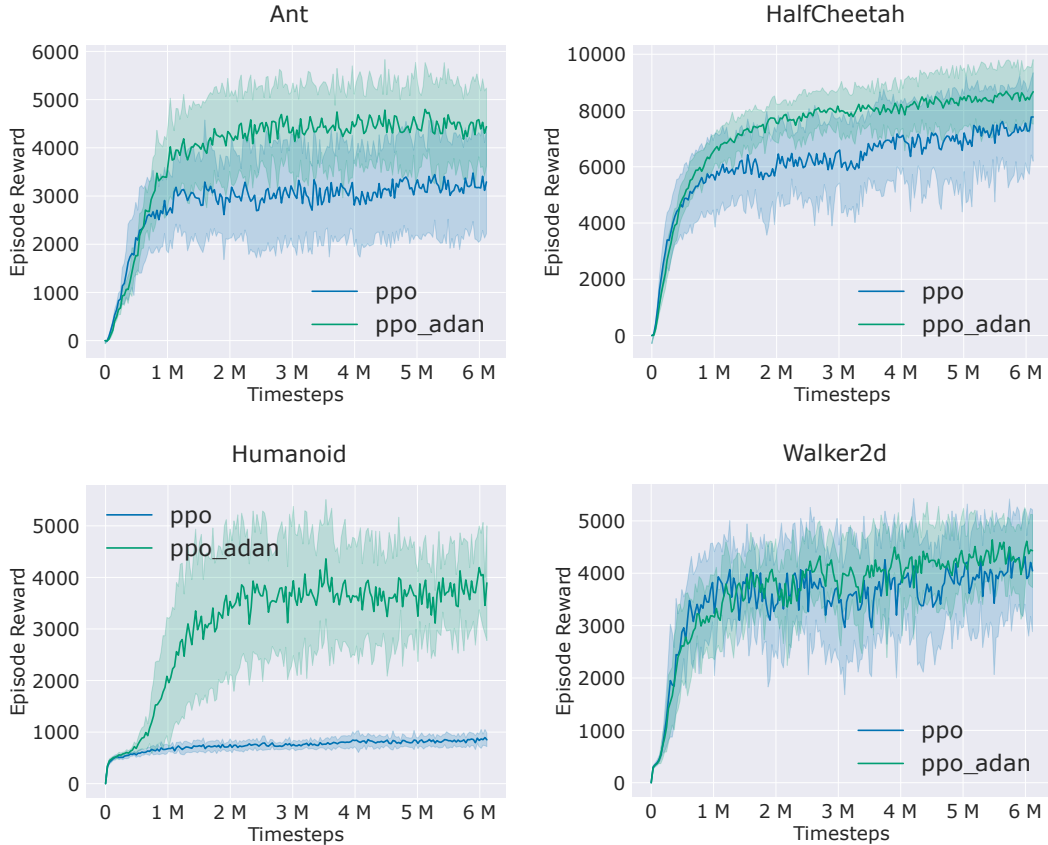 Ant
6000
5000
4000
3000
2000
1000
0
Episode Reward
ppo
ppo_adan
0 1 M 2 M 3 M 4 M 5 M 6 M
Timesteps
HalfCheetah
10000
8000
6000
4000
2000
0
Episode Reward
ppo
ppo_adan
0 1 M 2 M 3 M 4 M 5 M 6 M
Timesteps
Humanoid
5000
4000
3000
2000
1000
0
Episode Reward
ppo
ppo_adan
0 1 M 2 M 3 M 4 M 5 M 6 M
Timesteps
Walker2d
5000
4000
3000
2000
1000
0
Episode Reward
ppo
ppo_adan
0 1 M 2 M 3 M 4 M 5 M 6 M
Timesteps